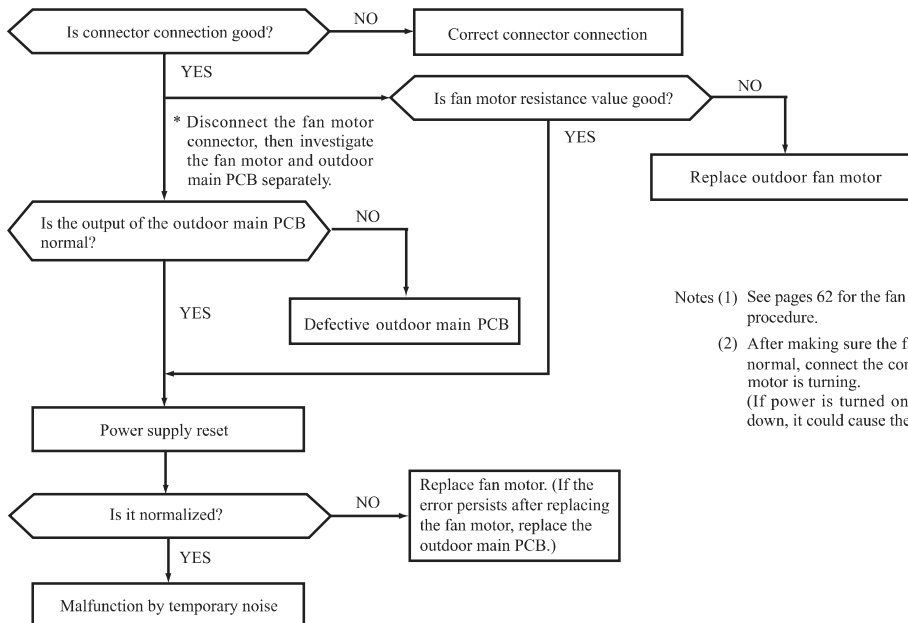 Is connector connection good?
NO
Correct connector connection
YES
Is fan motor resistance value good?
NO
YES
* Disconnect the fan motor
connector, then investigate
the fan motor and outdoor
main PCB separately.
Replace outdoor fan motor
Is the output of the outdoor main PCB
normal?
NO
YES
Defective outdoor main PCB
Notes (1) See pages 62 for the fan
procedure.
(2) After making sure the fa
normal, connect the con
motor is turning.
(If power is turned on
down, it could cause the
Power supply reset
Is it normalized?
NO
Replace fan motor. (If the
error persists after replacing
the fan motor, replace the
outdoor main PCB.)
YES
Malfunction by temporary noise